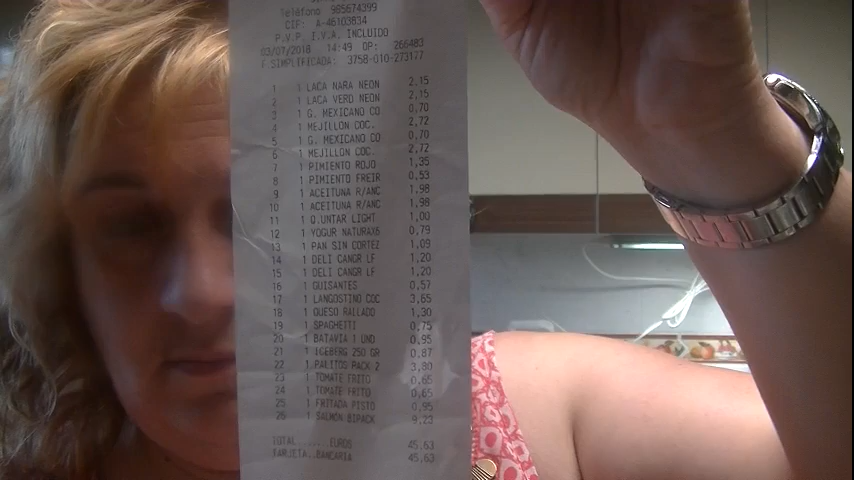 Teléfono 985674399
CIF: A-46103834
P.V.P. I.V.A. INCLUIDO
03/07/2018 14:49 OP: 266483
F.SIMPLIFICADA: 3758-010-273177
1 1 LACA NARA NEON 2,15
2 1 LACA VERD NEON 2,15
3 1 G. MEXICANO CO 0,70
4 1 MEJILLON COC. 2,72
5 1 G. MEXICANO CO 0,70
6 1 MEJILLON COC. 2,72
7 1 PIMIENTO ROJO 1,35
8 1 PIMIENTO FREIR 0,53
9 1 ACEITUNA R/ANC 1,98
10 1 ACEITUNA R/ANC 1,98
11 1 Q.UNTAR LIGHT 1,00
12 1 YOGUR NATURAX6 0,79
13 1 PAN SIN CORTEZ 1,09
14 1 DELI CANGR LF 1,20
15 1 DELI CANGR LF 1,20
16 1 GUISANTES 0,57
17 1 LANGOSTINO COC 3,65
18 1 QUESO RALLADO 1,30
19 1 SPAGHETTI 0,75
20 1 BATAVIA 1 UND 0,95
21 1 ICEBERG 250 GR 0,87
22 1 PALITOS PACK 2 3,80
23 1 TOMATE FRITO 0,65
24 1 TOMATE FRITO 0,65
25 1 FRITADA PISTO 0,95
26 1 SALMON BIPACK 9,23
TOTAL......EUROS 45,63
TARJETA..BANCARIA 45,63